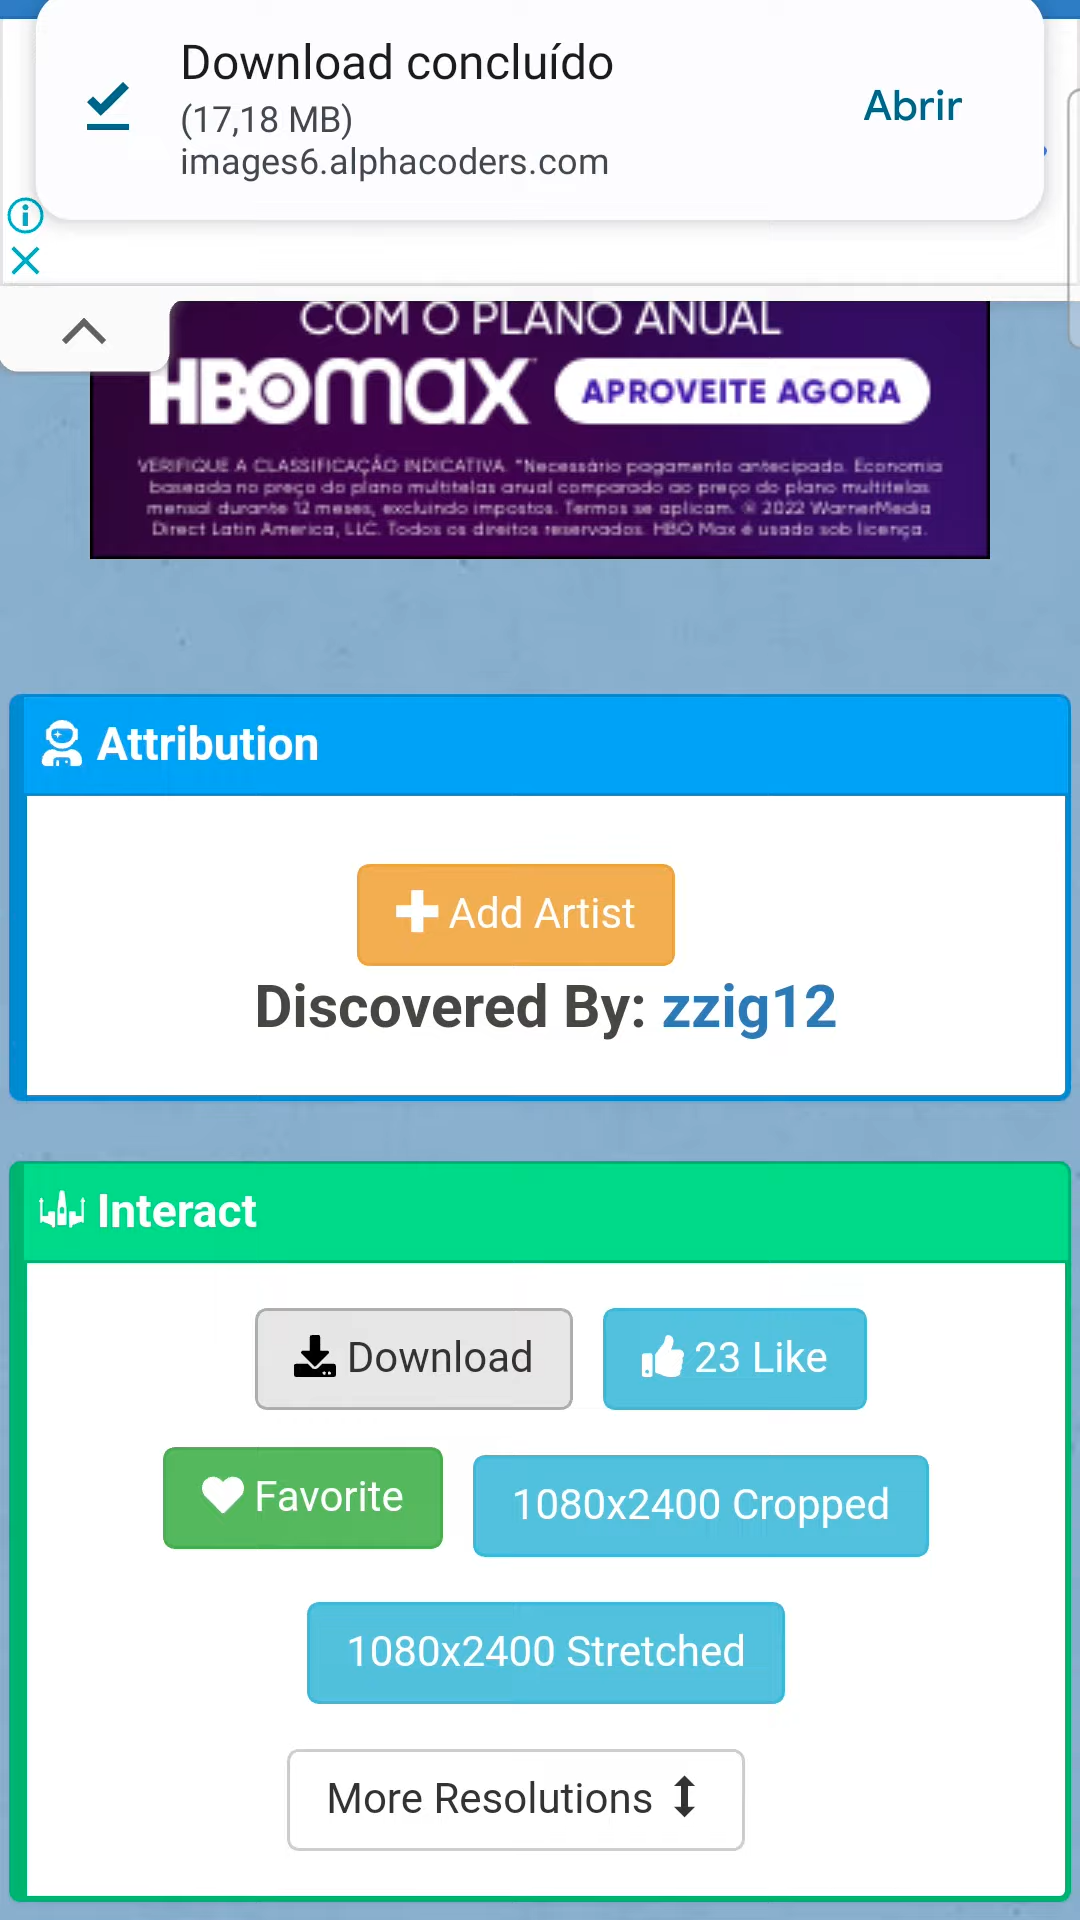 Download concluído
(17,18 MB)
images6.alphacoders.com
Abrir
COM O PLANO ANUAL
HBOMAX
APROVEITE AGORA
VERIFIQUE A CLASSIFICAÇÃO INDICATIVA. *Necessário pagamento antecipado. Economia
baseada no preço do plano multitelas anual comparado ao preço do plano multitelas
mensal durante 12 meses, excluindo impostos. Termos se aplicam. ® 2022 WarnerMedia
Direct Latin America, LLC. Todos os direitos reservados. HBO Max é usado sob licença.
Attribution
Add Artist
Discovered By: zzig12
Interact
Download
23 Like
Favorite
1080x2400 Cropped
1080x2400 Stretched
More Resolutions